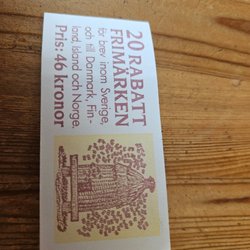 20 RABATT
FRIMÄRKEN
för brev inom Sverige,
och till Danmark, Fin-
land, Island och Norge.
Pris: 46 kronor